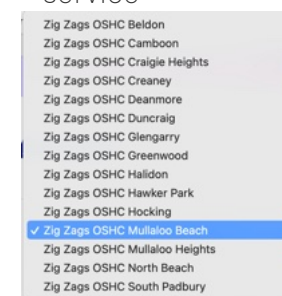 Service
Zig Zags OSHC Beldon
Zig Zags OSHC Camboon
Zig Zags OSHC Craigie Heights
Zig Zags OSHC Creaney
Zig Zags OSHC Deanmore
Zig Zags OSHC Duncraig
Zig Zags OSHC Glengarry
Zig Zags OSHC Greenwood
Zig Zags OSHC Halidon
Zig Zags OSHC Hawker Park
Zig Zags OSHC Hocking
✓ Zig Zags OSHC Mullaloo Beach
Zig Zags OSHC Mullaloo Heights
Zig Zags OSHC North Beach
Zig Zags OSHC South Padbury